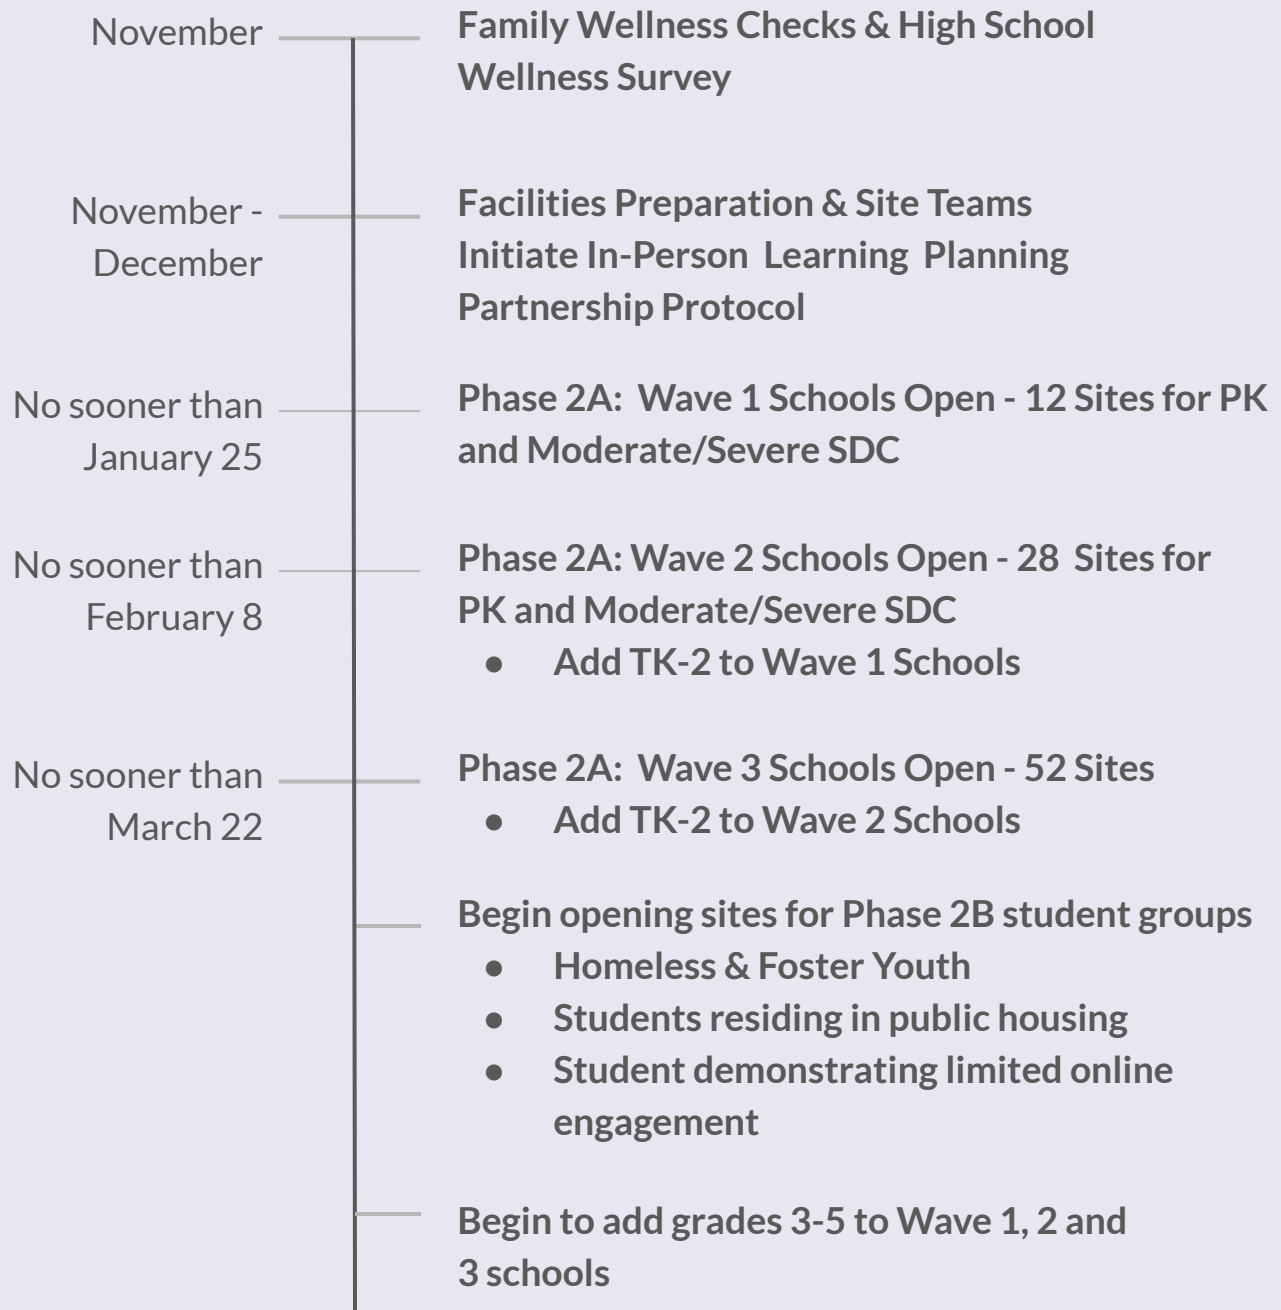 November
Family Wellness Checks & High School
Wellness Survey
November -
December
Facilities Preparation & Site Teams
Initiate In-Person Learning Planning
Partnership Protocol
No sooner than
January 25
Phase 2A: Wave 1 Schools Open - 12 Sites for PK
and Moderate/Severe SDC
No sooner than
February 8
Phase 2A: Wave 2 Schools Open - 28 Sites for
PK and Moderate/Severe SDC
● Add TK-2 to Wave 1 Schools
No sooner than
March 22
Phase 2A: Wave 3 Schools Open - 52 Sites
● Add TK-2 to Wave 2 Schools
Begin opening sites for Phase 2B student groups
● Homeless & Foster Youth
● Students residing in public housing
● Student demonstrating limited online
engagement
Begin to add grades 3-5 to Wave 1, 2 and
3 schools